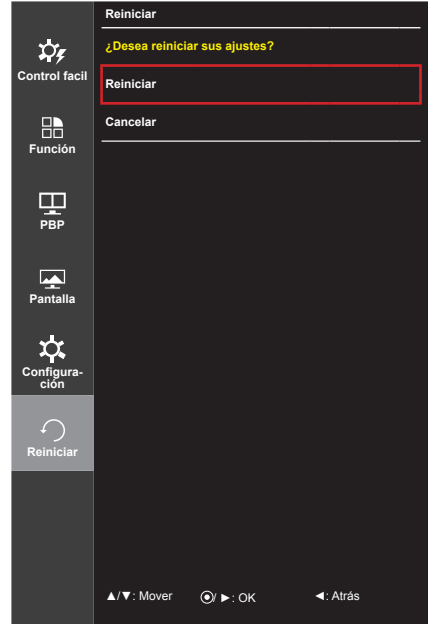 Reiniciar
¿Desea reiniciar sus ajustes?
Reiniciar
Cancelar
Control facil
Función
PBP
Pantalla
Configura-
ción
Reiniciar
▲/▼: Mover ⦿/ ►: OK ◄: Atrás